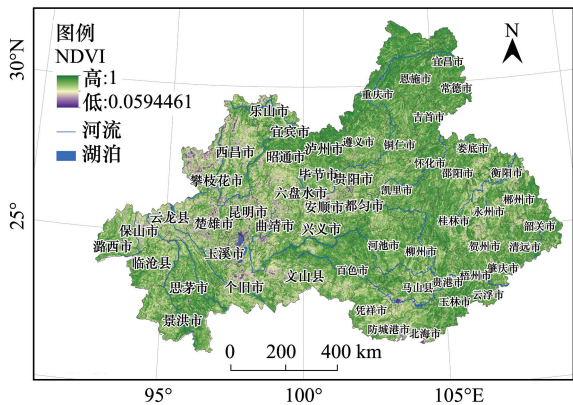 图例
NDVI
高:1
低:0.0594461
河流
湖泊
N
30°N
25°
宜昌市
恩施市
重庆市
常德市
乐山市
吉首市
宜宾市
泸州市
遵义市
铜仁市
娄底市
西昌市
昭通市
怀化市
邵阳市
衡阳市
毕节市
贵阳市
攀枝花市
六盘水市
凯里市
郴州市
安顺市
都匀市
永州市
云龙县
昆明市
桂林市
韶关市
保山市
楚雄市
曲靖市
兴义市
贺州市
清远市
潞西市
玉溪市
河池市
柳州市
临沧县
文山县
百色市
肇庆市
梧州市
贵港市
思茅市
个旧市
马山县
云浮市
玉林市
凭祥市
景洪市
防城港市
北海市
0
200
400 km
95°
100°
105°E